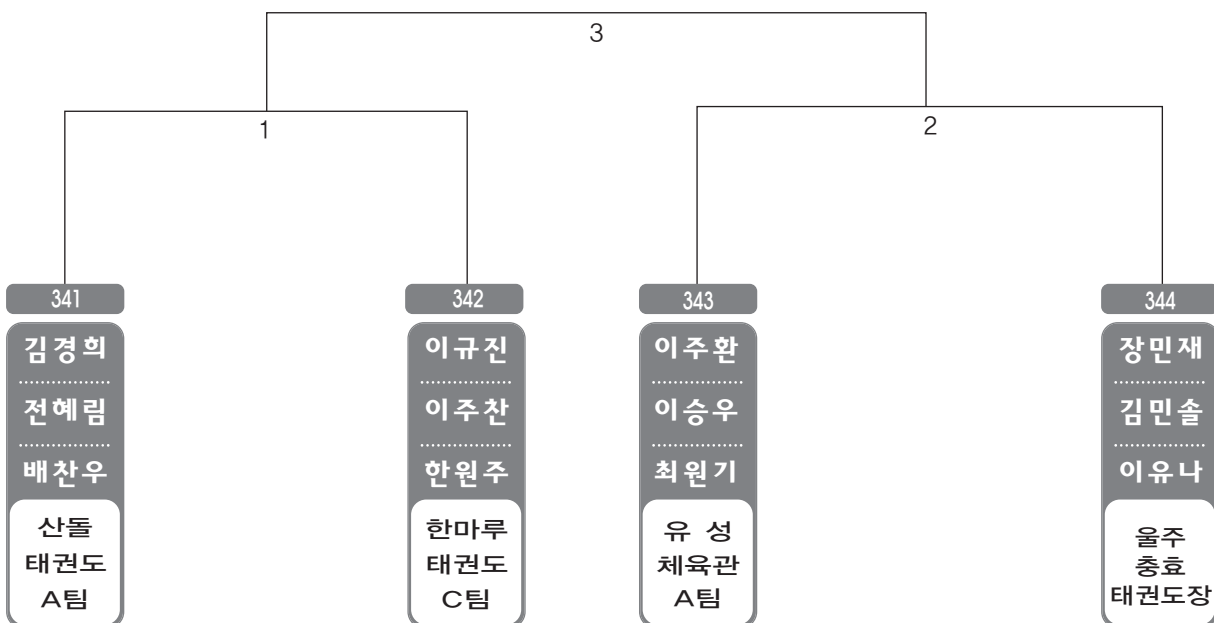 3
1
2
341
김경희
전혜림
배찬우
산돌
태권도
A팀
342
이규진
이주찬
한원주
한마루
태권도
C팀
343
이주환
이승우
최원기
유 성
체육관
A팀
344
장민재
김민솔
이유나
울주
충효
태권도장